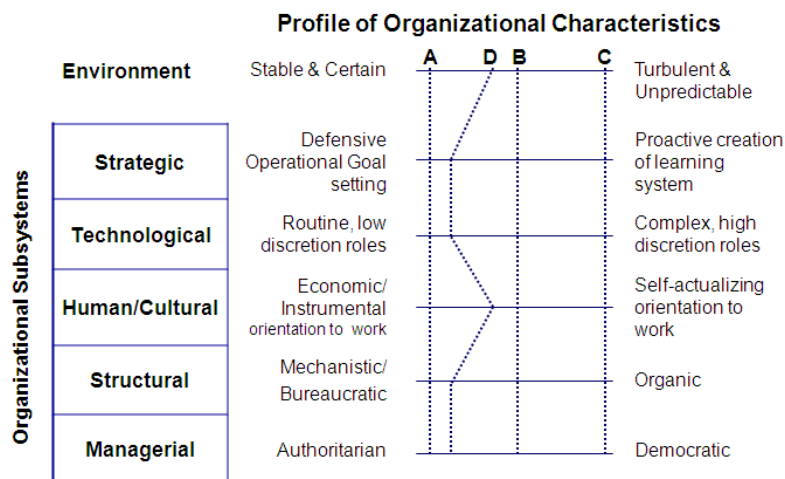 Profile of Organizational Characteristics
A D B C
Environment
Stable & Certain
Turbulent &
Unpredictable
Organizational Subsystems
Strategic
Defensive
Operational Goal
setting
Proactive creation
of learning
system
Technological
Routine, low
discretion roles
Complex, high
discretion roles
Human/Cultural
Economic/
Instrumental
orientation to work
Self-actualizing
orientation to
work
Structural
Mechanistic/
Bureaucratic
Organic
Managerial
Authoritarian
Democratic